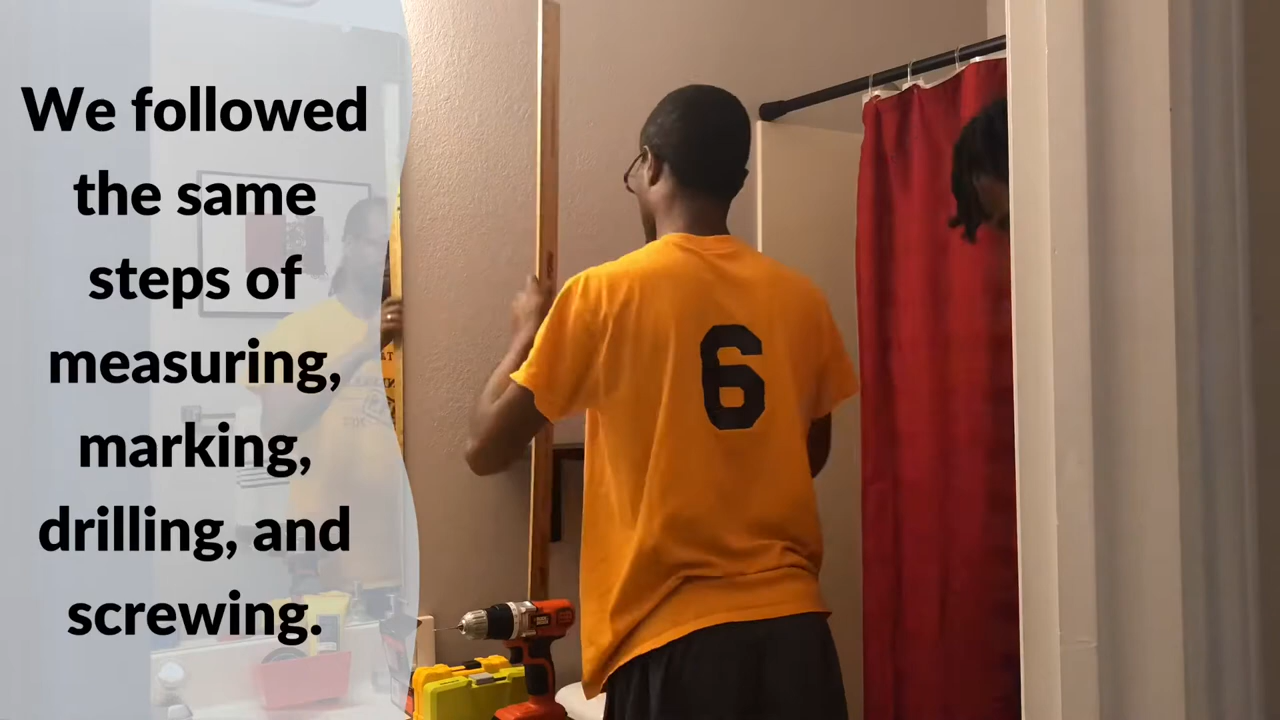 We followed
the same
steps of
measuring,
marking,
drilling, and
screwing.
6